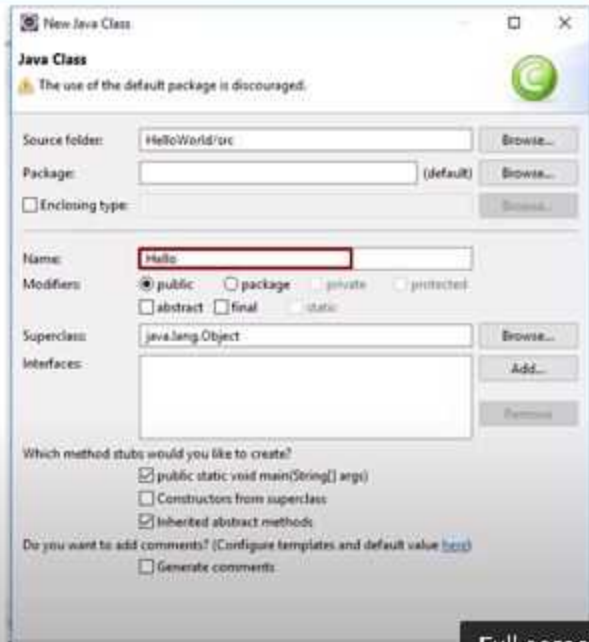 New Java Class
Java Class
The use of the default package is discouraged.
Source folder: HelloWorld/src Browse...
Package: (default) Browse...
Enclosing type: Browse...
Name: Hello
Modifiers: public package private protected
abstract final static
Superclass: java.lang.Object Browse...
Interfaces: Add...
Remove
Which method stubs would you like to create?
public static void main(String[] args)
Constructors from superclass
Inherited abstract methods
Do you want to add comments? (Configure templates and default value here)
Generate comments